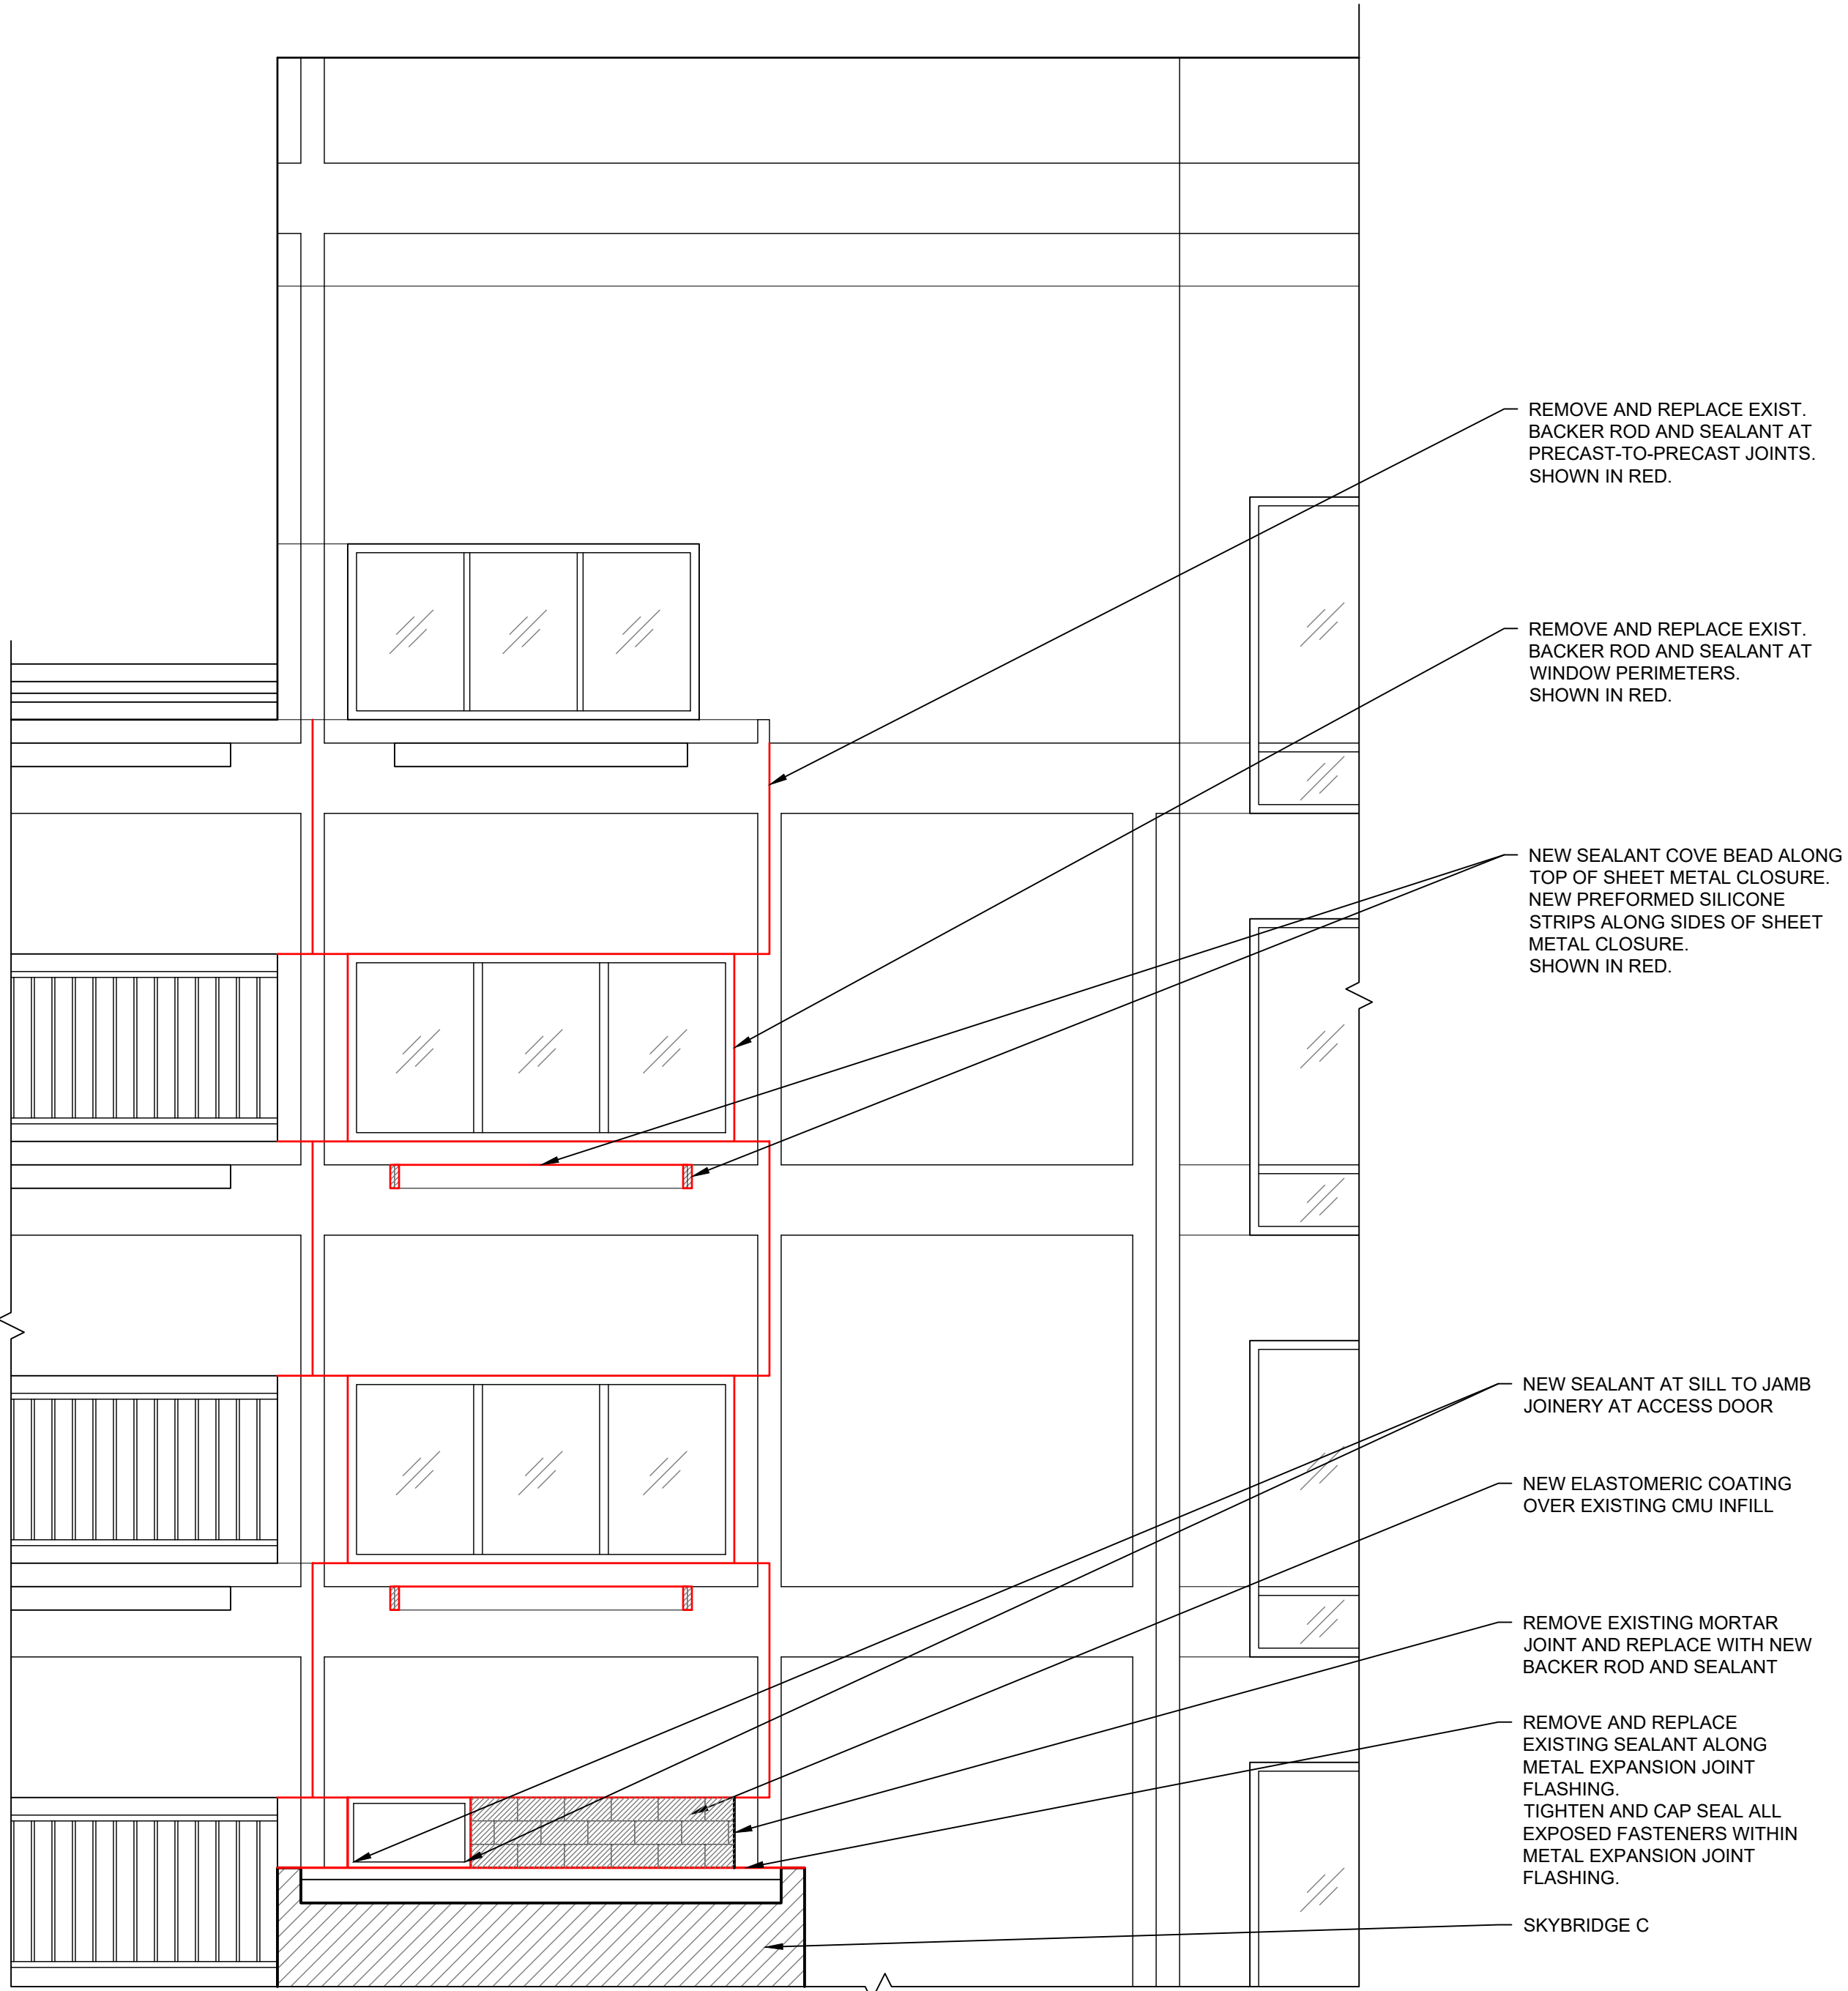 REMOVE AND REPLACE EXIST.
BACKER ROD AND SEALANT AT
PRECAST-TO-PRECAST JOINTS.
SHOWN IN RED.
REMOVE AND REPLACE EXIST.
BACKER ROD AND SEALANT AT
WINDOW PERIMETERS.
SHOWN IN RED.
NEW SEALANT COVE BEAD ALONG
TOP OF SHEET METAL CLOSURE.
NEW PREFORMED SILICONE
STRIPS ALONG SIDES OF SHEET
METAL CLOSURE.
SHOWN IN RED.
NEW SEALANT AT SILL TO JAMB
JOINERY AT ACCESS DOOR
NEW ELASTOMERIC COATING
OVER EXISTING CMU INFILL
REMOVE EXISTING MORTAR
JOINT AND REPLACE WITH NEW
BACKER ROD AND SEALANT
REMOVE AND REPLACE
EXISTING SEALANT ALONG
METAL EXPANSION JOINT
FLASHING.
TIGHTEN AND CAP SEAL ALL
EXPOSED FASTENERS WITHIN
METAL EXPANSION JOINT
FLASHING.
SKYBRIDGE C